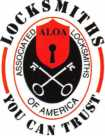 LOCKSMITHS
ASSOCIATED
ALOA
LOCKSMITHS
OF AMERICA
YOU CAN TRUST